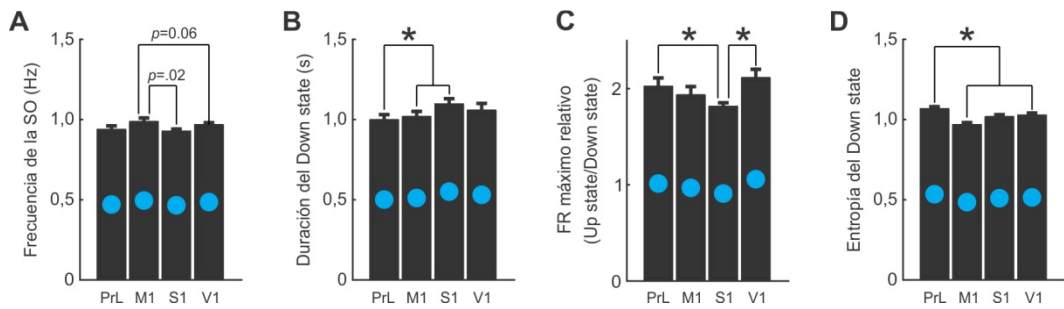 A
Frecuencia de la SO (Hz)
1,5
1,0
0,5
0
p=0.06
p=.02
PrL M1 S1 V1
B
Duración del Down state (s)
1,5
1,0
0,5
0
*
PrL M1 S1 V1
C
FR máximo relativo
(Up state/Down state)
2
1
0
* *
PrL M1 S1 V1
D
Entropía del Down state
1,5
1,0
0,5
0
*
PrL M1 S1 V1